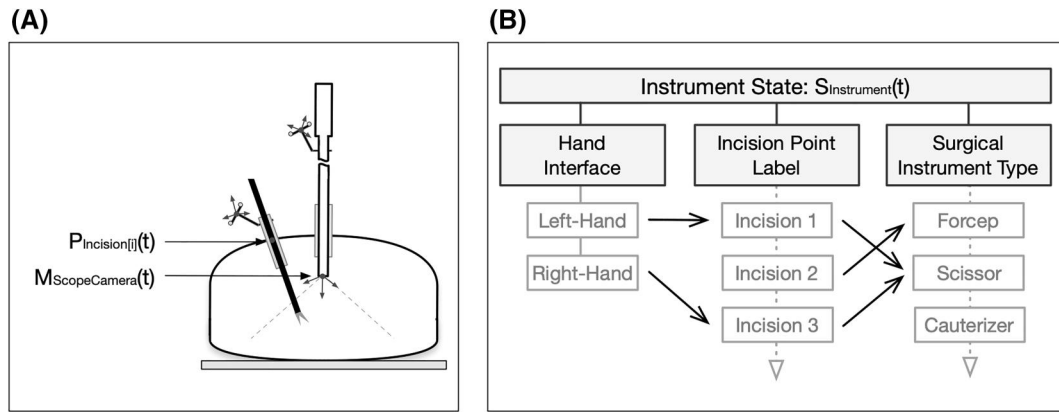 (A)
PIncision[i](t)
MScopeCamera(t)
(B)
Instrument State: SInstrument(t)
Hand
Interface
Incision Point
Label
Surgical
Instrument Type
Left-Hand
Incision 1
Forcep
Right-Hand
Incision 2
Scissor
Incision 3
Cauterizer